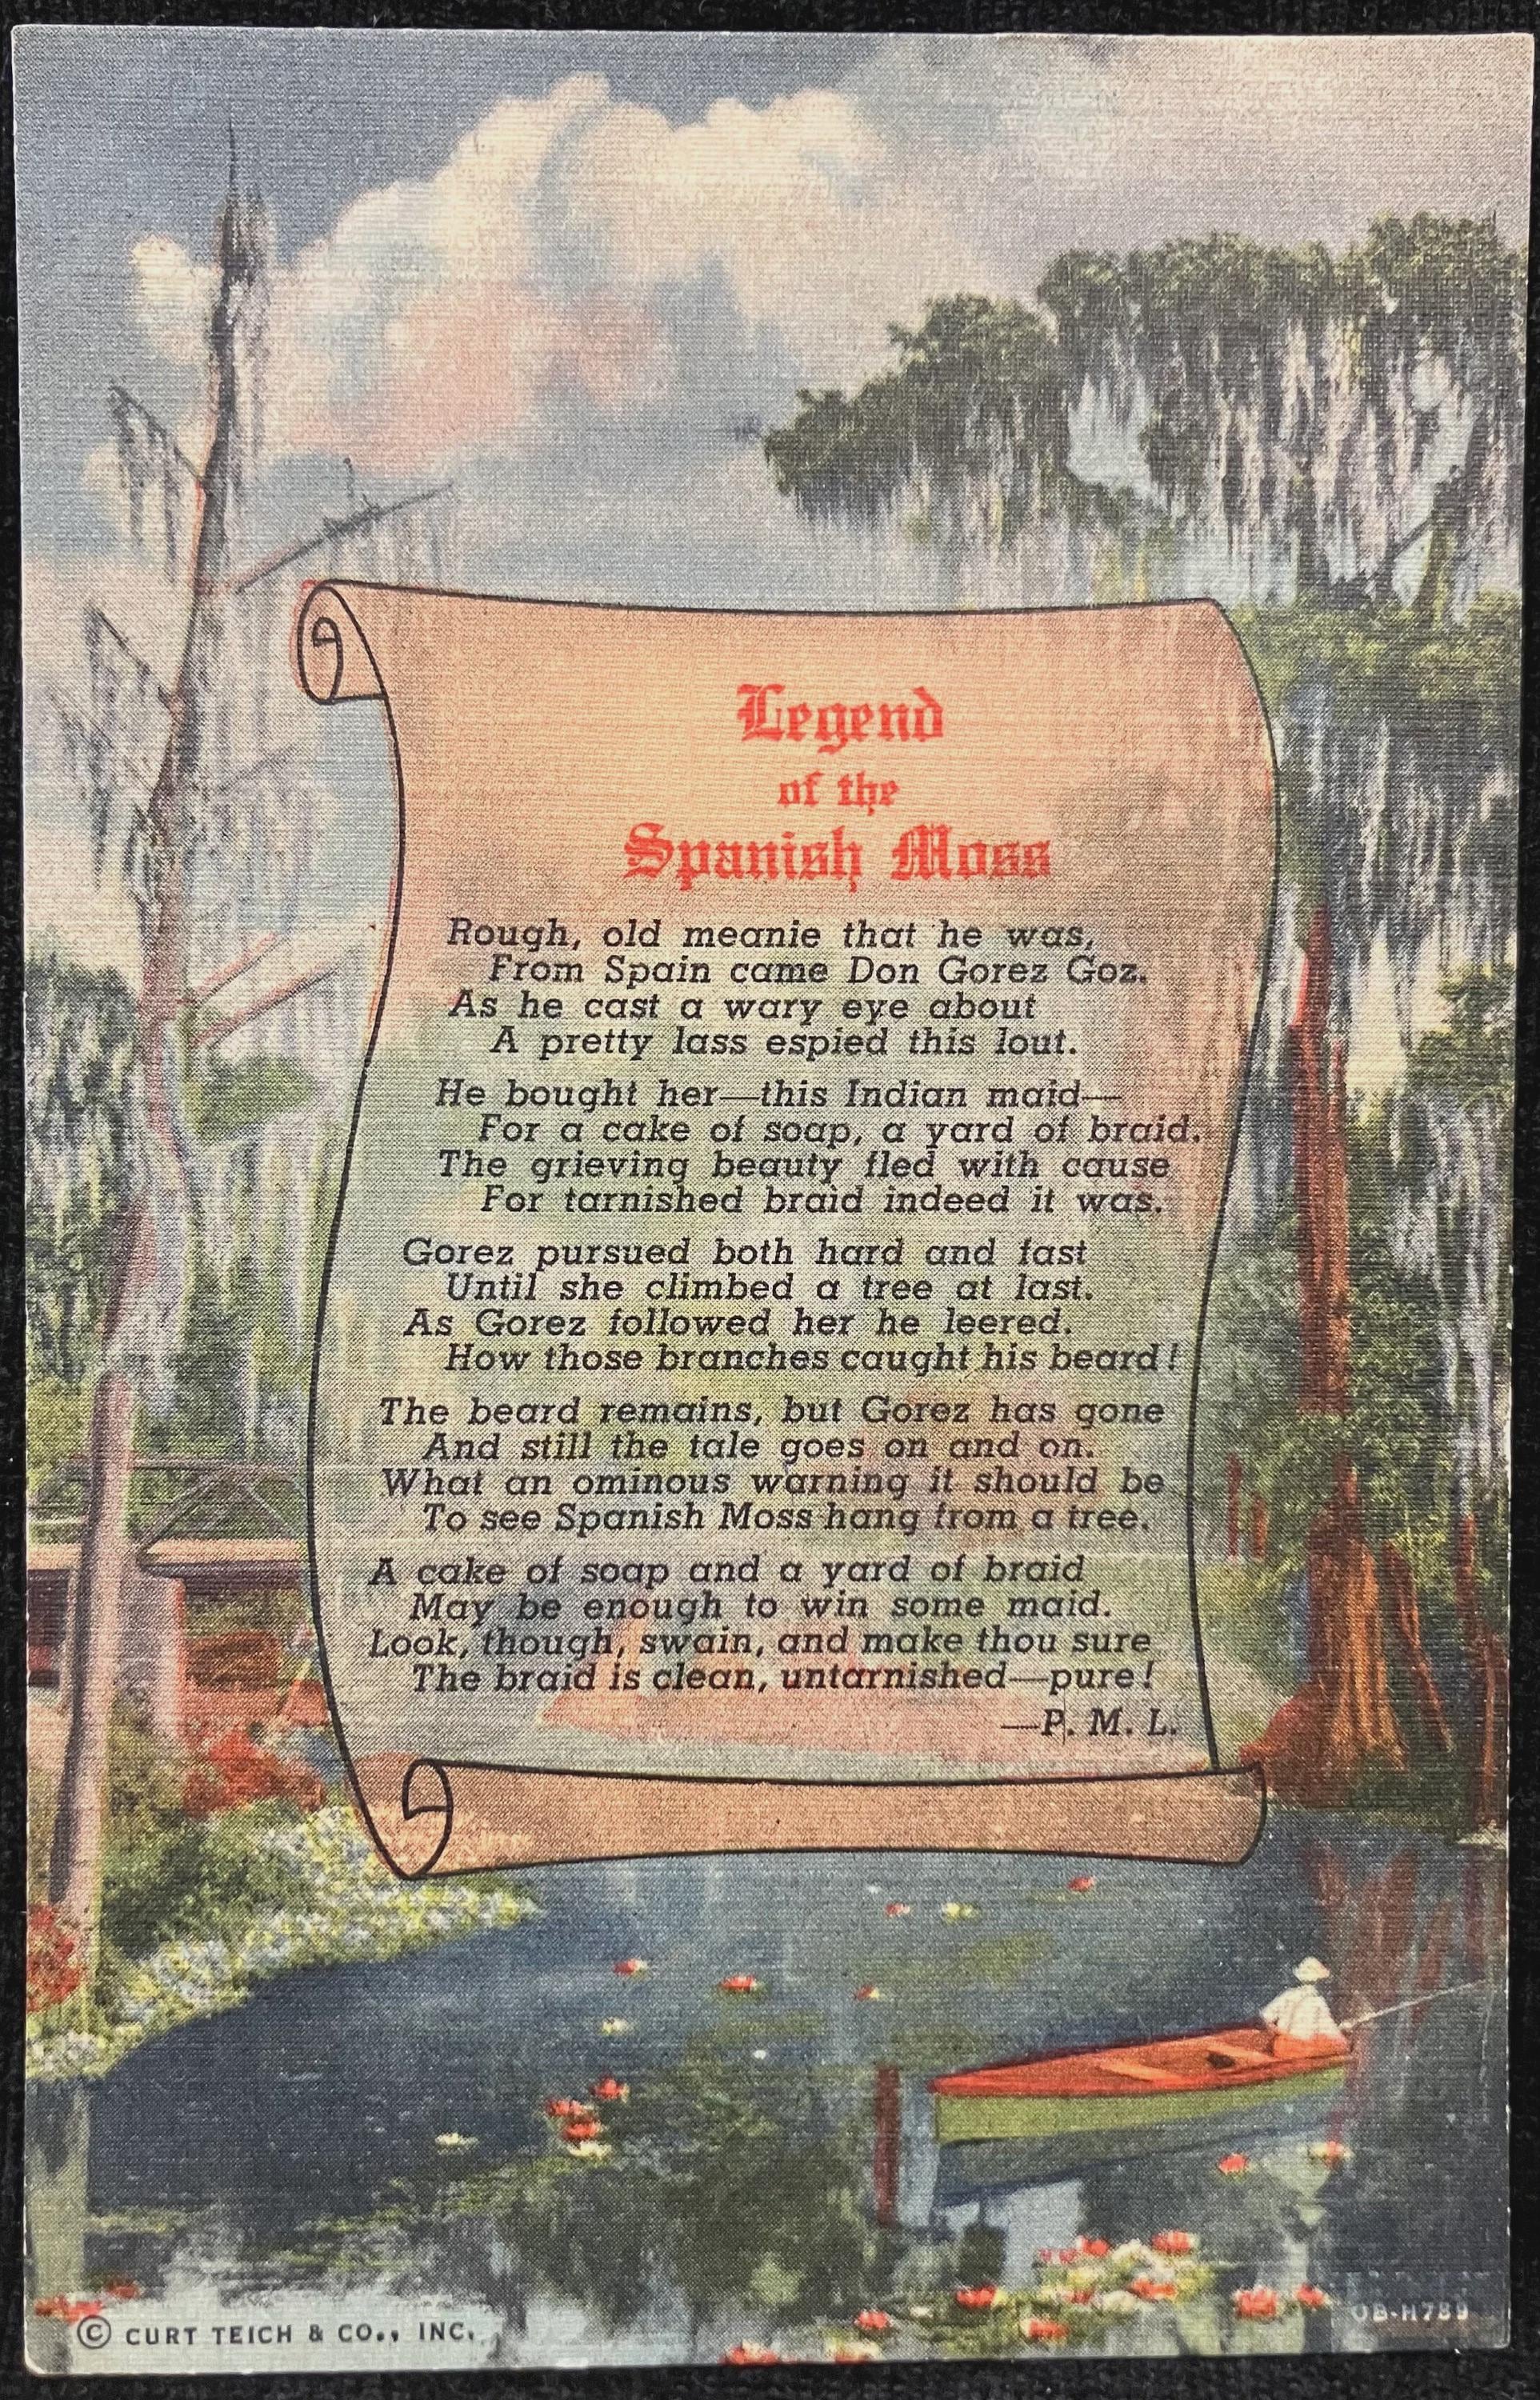 Legend
of the
Spanish Moss
Rough, old meanie that he was,
From Spain came Don Gorez Goz.
As he cast a wary eye about
A pretty lass espied this lout.
He bought her—this Indian maid—
For a cake of soap, a yard of braid.
The grieving beauty fled with cause
For tarnished braid indeed it was.
Gorez pursued both hard and fast
Until she climbed a tree at last.
As Gorez followed her he leered.
How those branches caught his beard!
The beard remains, but Gorez has gone
And still the tale goes on and on.
What an ominous warning it should be
To see Spanish Moss hang from a tree.
A cake of soap and a yard of braid
May be enough to win some maid.
Look, though, swain, and make thou sure
The braid is clean, untarnished—pure!
—P. M. L.
© CURT TEICH & CO., INC.
OB-H789